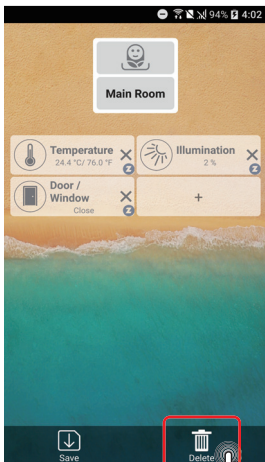 94% 4:02
Main Room
Temperature
24.4 °C/ 76.0 °F
Illumination
2 %
Door /
Window
Close
+
Save
Delete